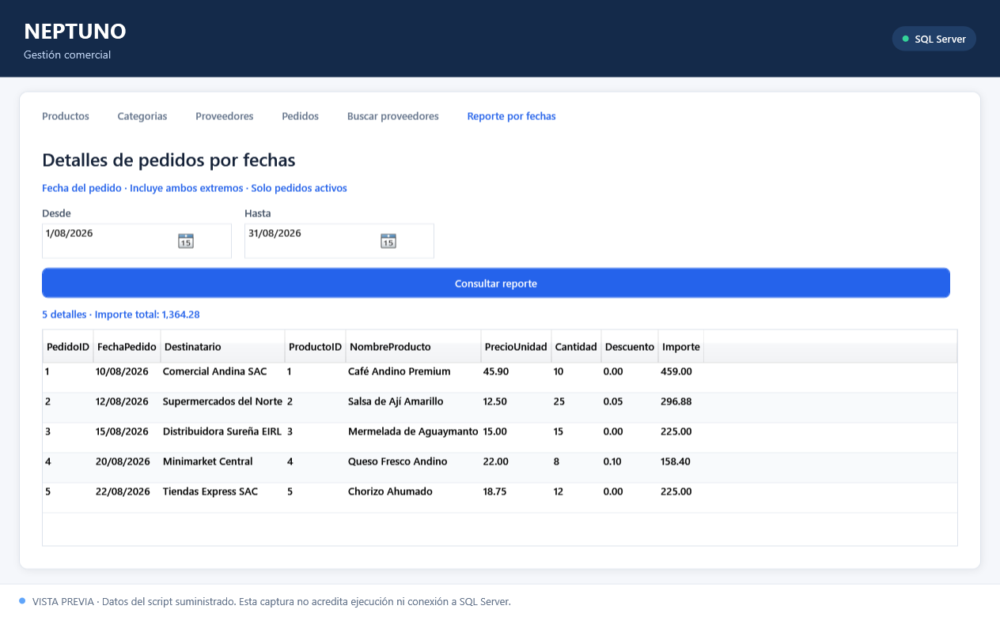 NEPTUNO
Gestión comercial
SQL Server
Productos Categorias Proveedores Pedidos Buscar proveedores Reporte por fechas
Detalles de pedidos por fechas
Fecha del pedido · Incluye ambos extremos · Solo pedidos activos
Desde Hasta
1/08/2026 15 31/08/2026 15
Consultar reporte
5 detalles · Importe total: 1,364.28
PedidoID FechaPedido Destinatario ProductoID NombreProducto PrecioUnidad Cantidad Descuento Importe
1 10/08/2026 Comercial Andina SAC 1 Café Andino Premium 45.90 10 0.00 459.00
2 12/08/2026 Supermercados del Norte 2 Salsa de Ají Amarillo 12.50 25 0.05 296.88
3 15/08/2026 Distribuidora Sureña EIRL 3 Mermelada de Aguaymanto 15.00 15 0.00 225.00
4 20/08/2026 Minimarket Central 4 Queso Fresco Andino 22.00 8 0.10 158.40
5 22/08/2026 Tiendas Express SAC 5 Chorizo Ahumado 18.75 12 0.00 225.00
VISTA PREVIA · Datos del script suministrado. Esta captura no acredita ejecución ni conexión a SQL Server.